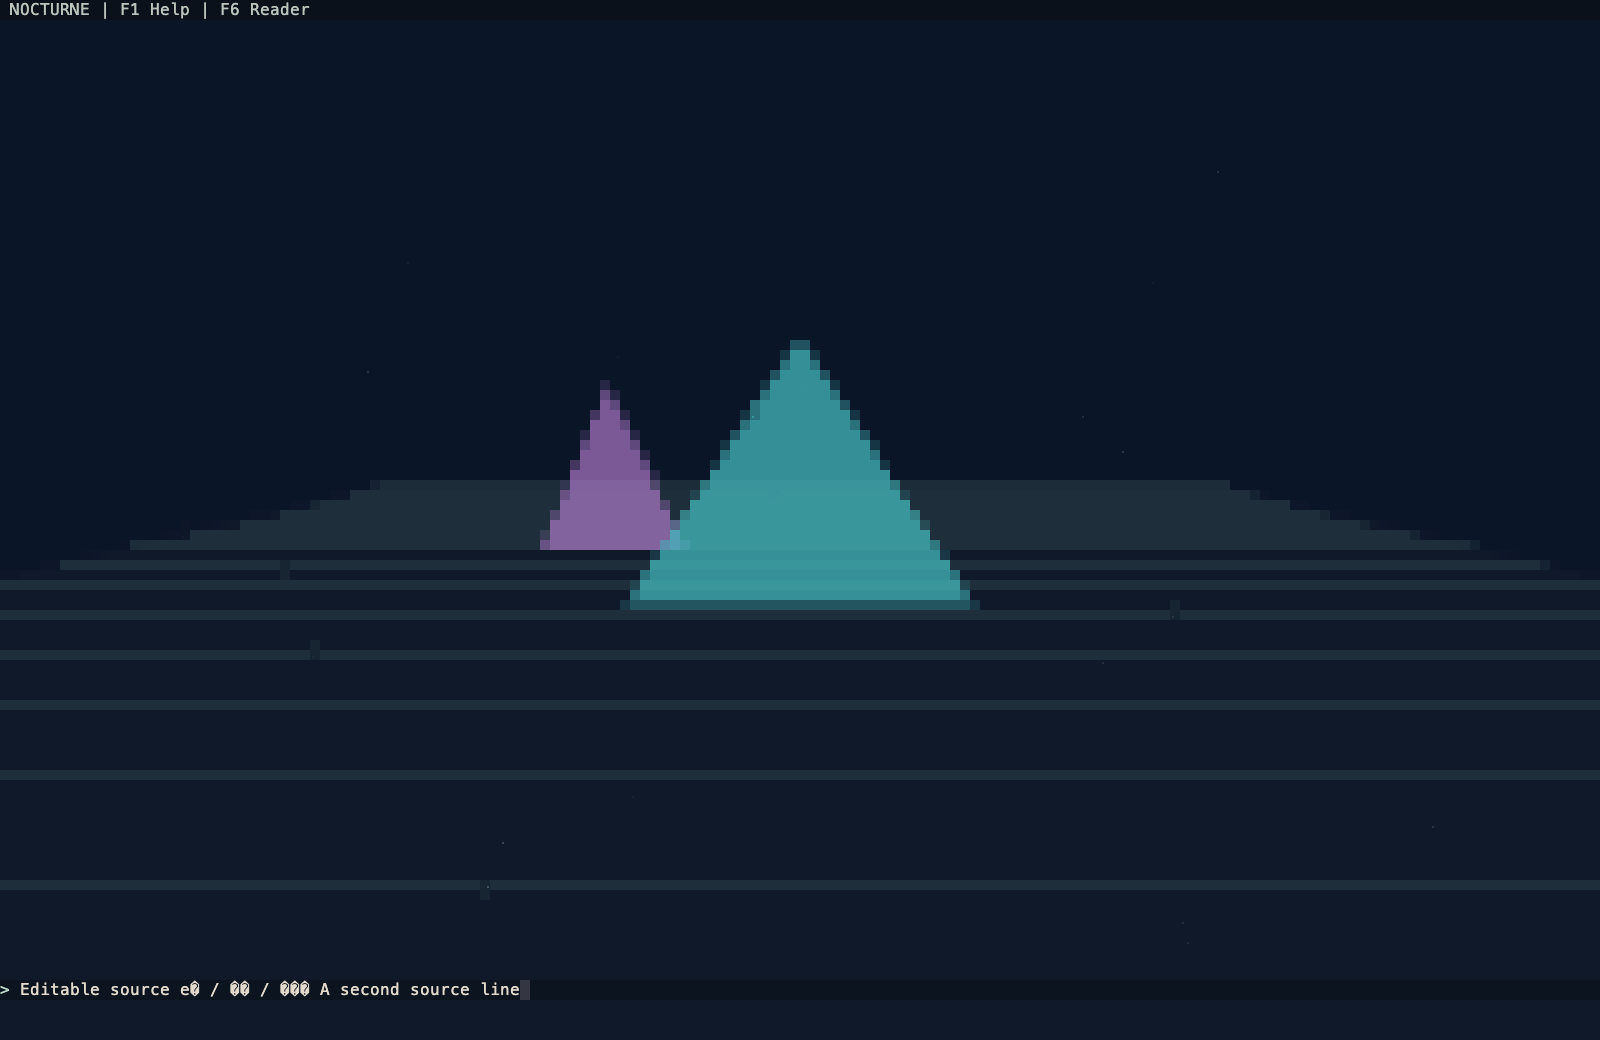 NOCTURNE | F1 Help | F6 Reader
> Editable source e� / �� / ��� A second source line